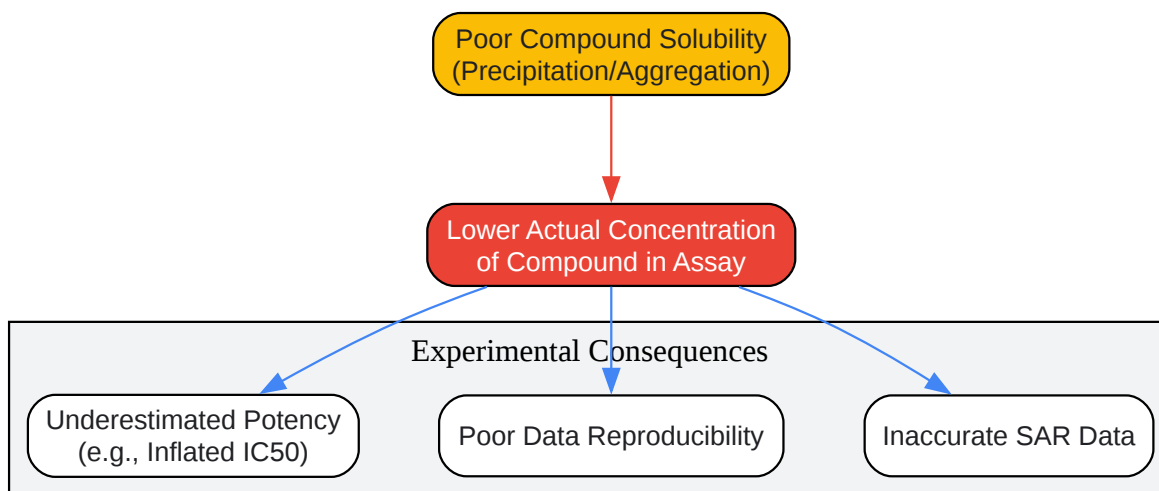 Poor Compound Solubility
(Precipitation/Aggregation)
Lower Actual Concentration
of Compound in Assay
Experimental Consequences
Underestimated Potency
(e.g., Inflated IC50)
Poor Data Reproducibility
Inaccurate SAR Data